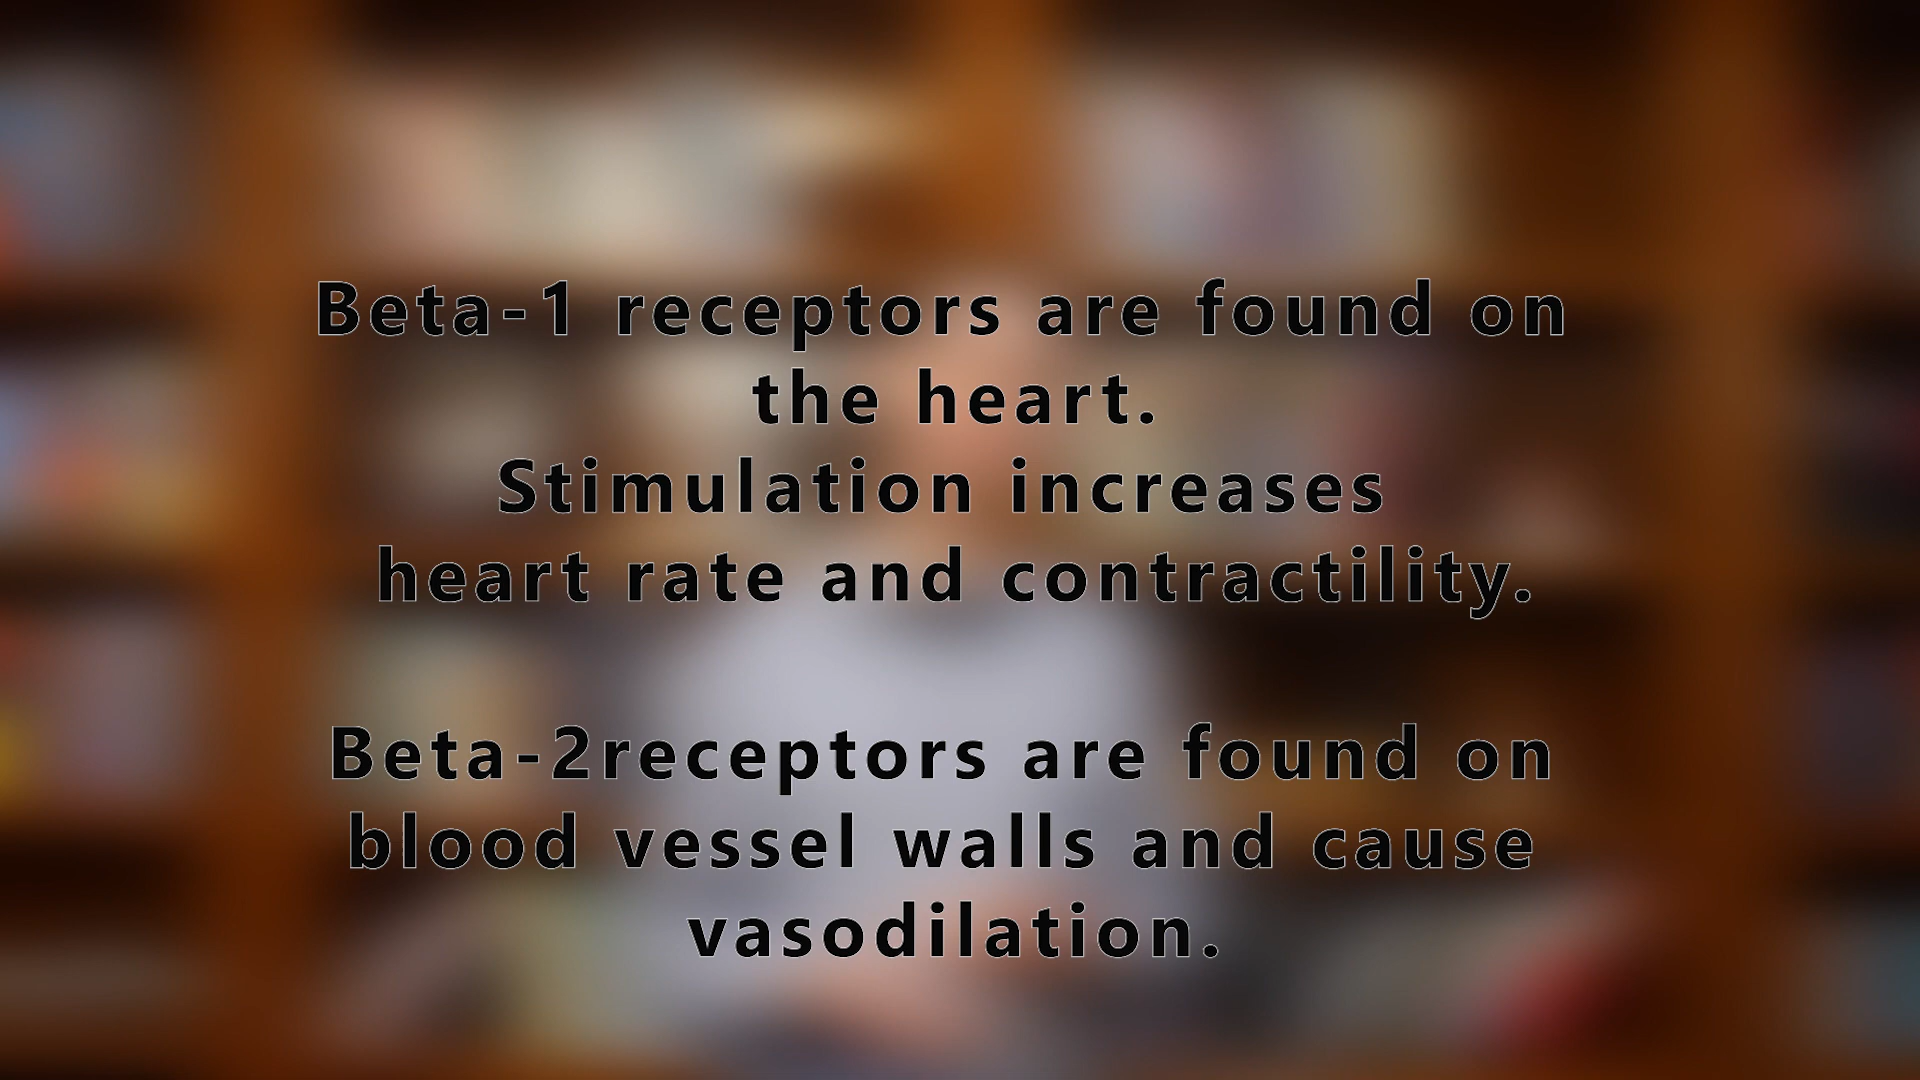 Beta-1 receptors are found on
the heart.
Stimulation increases
heart rate and contractility.
Beta-2receptors are found on
blood vessel walls and cause
vasodilation.